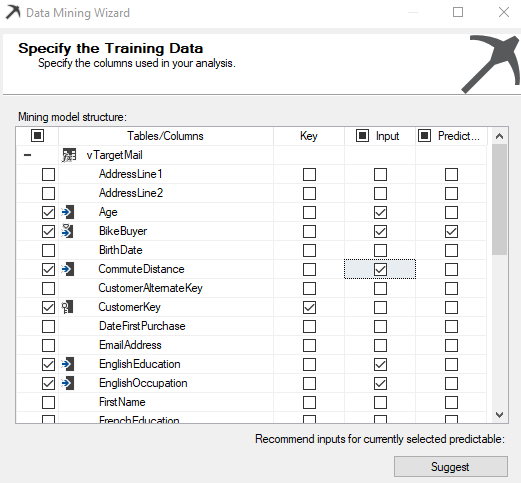 Data Mining Wizard
Specify the Training Data
Specify the columns used in your analysis.
Mining model structure:
Tables/Columns Key Input Predict...
vTargetMail
AddressLine1
AddressLine2
Age
BikeBuyer
BirthDate
CommuteDistance
CustomerAlternateKey
CustomerKey
DateFirstPurchase
EmailAddress
EnglishEducation
EnglishOccupation
FirstName
FrenchEducation
Recommend inputs for currently selected predictable:
Suggest